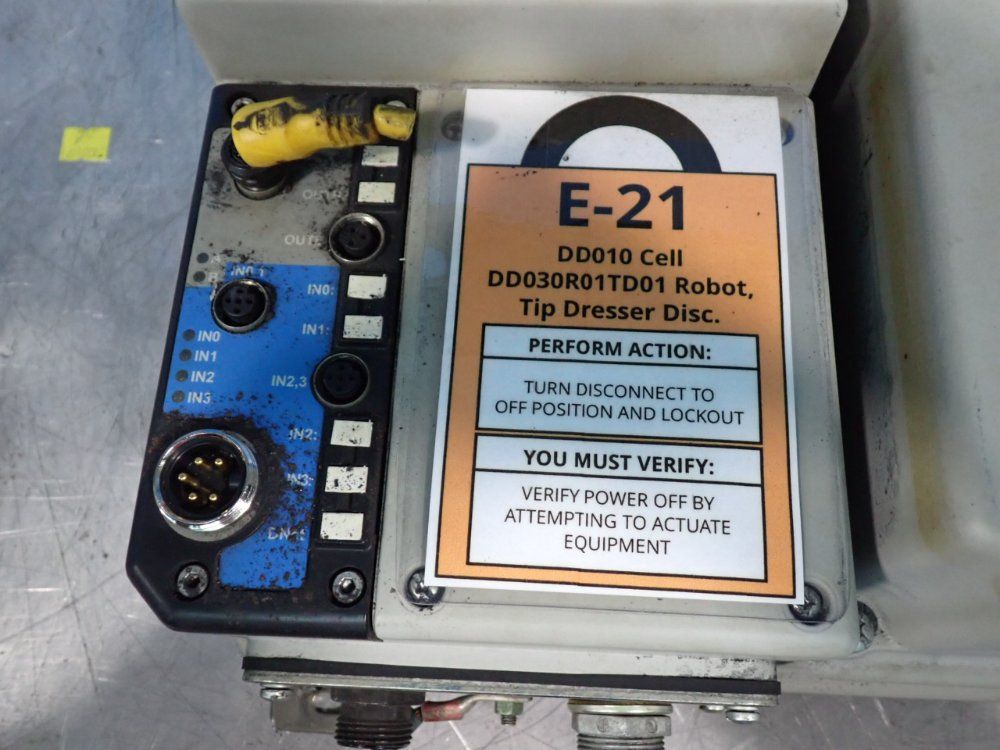 OUT
IN0,1
IN0:
IN0
IN1:
IN1
IN2,3
IN2
IN3
IN2:
IN3:
E-21
DD010 Cell
DD030R01TD01 Robot,
Tip Dresser Disc.
PERFORM ACTION:
TURN DISCONNECT TO
OFF POSITION AND LOCKOUT
YOU MUST VERIFY:
VERIFY POWER OFF BY
ATTEMPTING TO ACTUATE
EQUIPMENT